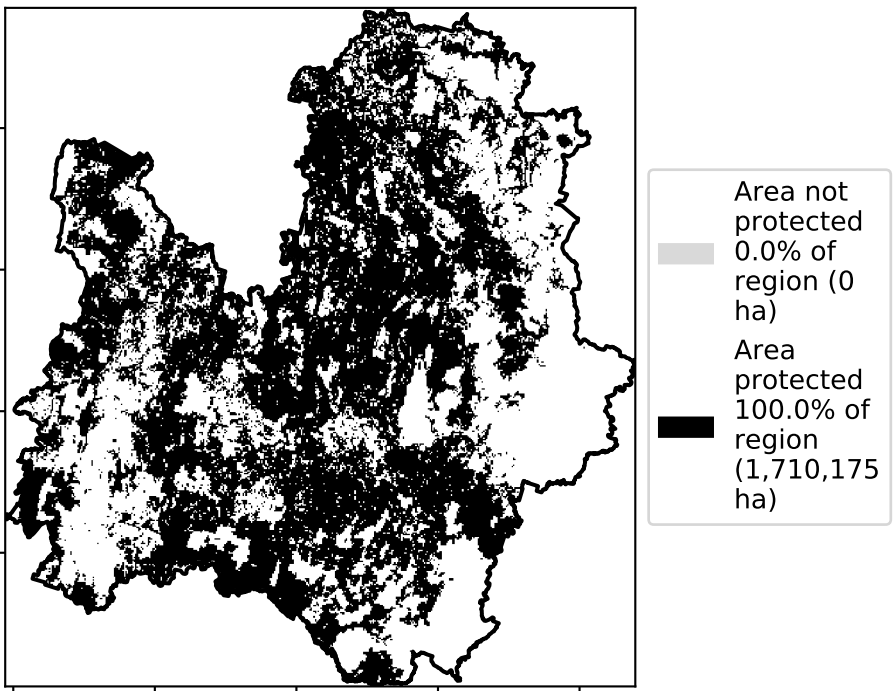 Area not
protected
0.0% of
region (0
ha)
Area
protected
100.0% of
region
(1,710,175
ha)